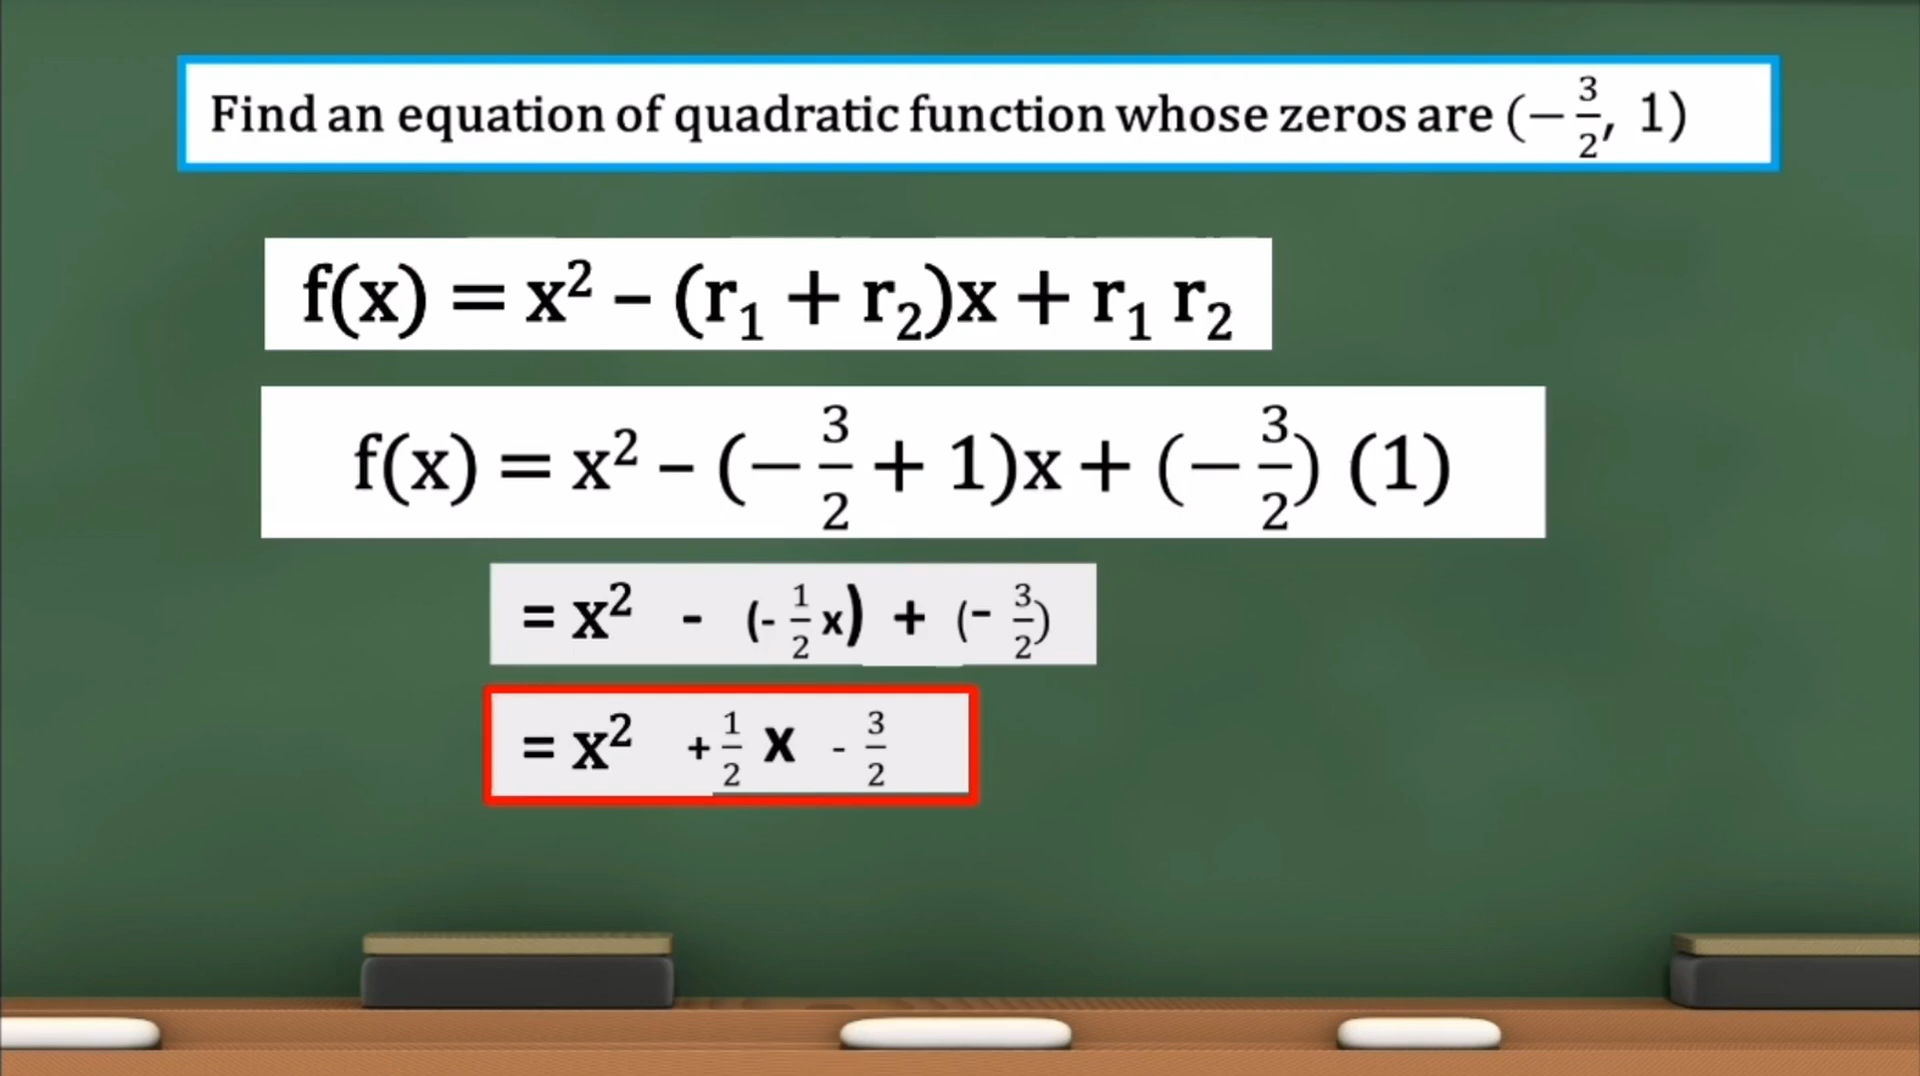 Find an equation of quadratic function whose zeros are (−3/2, 1)
f(x) = x² – (r₁ + r₂)x + r₁ r₂
f(x) = x² – (−3/2 + 1)x + (−3/2) (1)
= x² - (- 1/2 x) + (- 3/2)
= x² + 1/2 x - 3/2